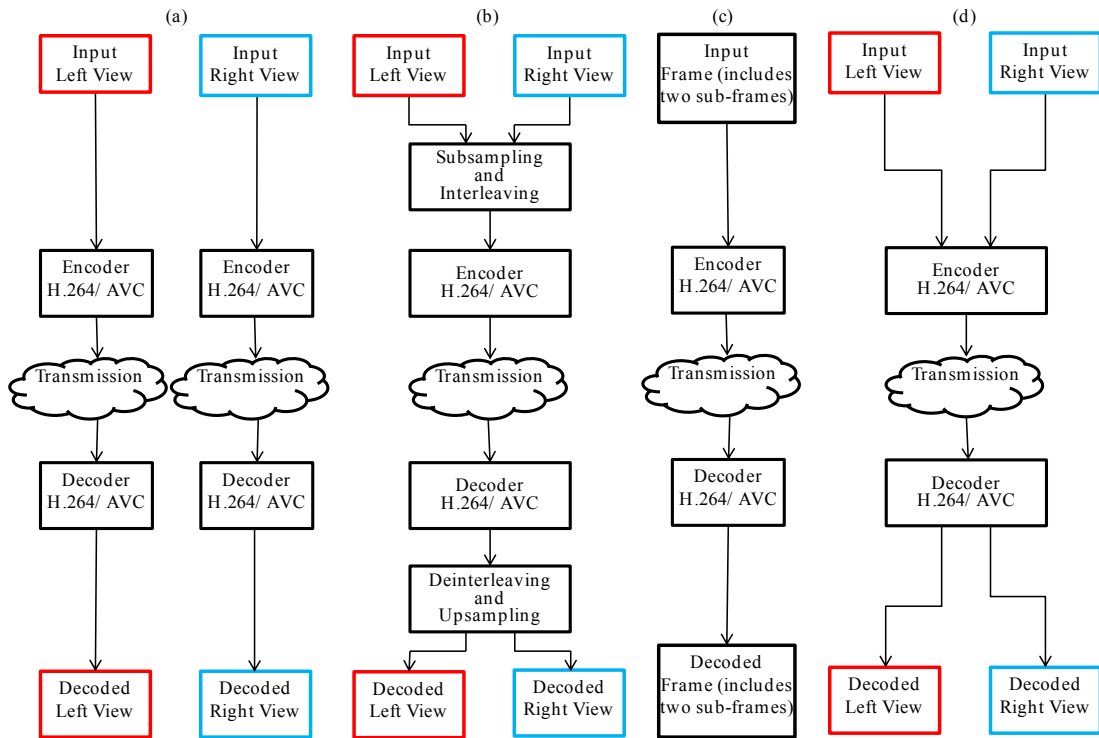 (a)
(b)
(c)
(d)
Input
Left View
Input
Right View
Input
Left View
Input
Right View
Input
Frame (includes
two sub-frames)
Input
Left View
Input
Right View
Subsampling
and
Interleaving
Encoder
H.264/ AVC
Encoder
H.264/ AVC
Encoder
H.264/ AVC
Encoder
H.264/ AVC
Encoder
H.264/ AVC
Transmission
Transmission
Transmission
Transmission
Transmission
Decoder
H.264/ AVC
Decoder
H.264/ AVC
Decoder
H.264/ AVC
Decoder
H.264/ AVC
Decoder
H.264/ AVC
Deinterleaving
and
Upsampling
Decoded
Left View
Decoded
Right View
Decoded
Left View
Decoded
Right View
Decoded
Frame (includes
two sub-frames)
Decoded
Left View
Decoded
Right View